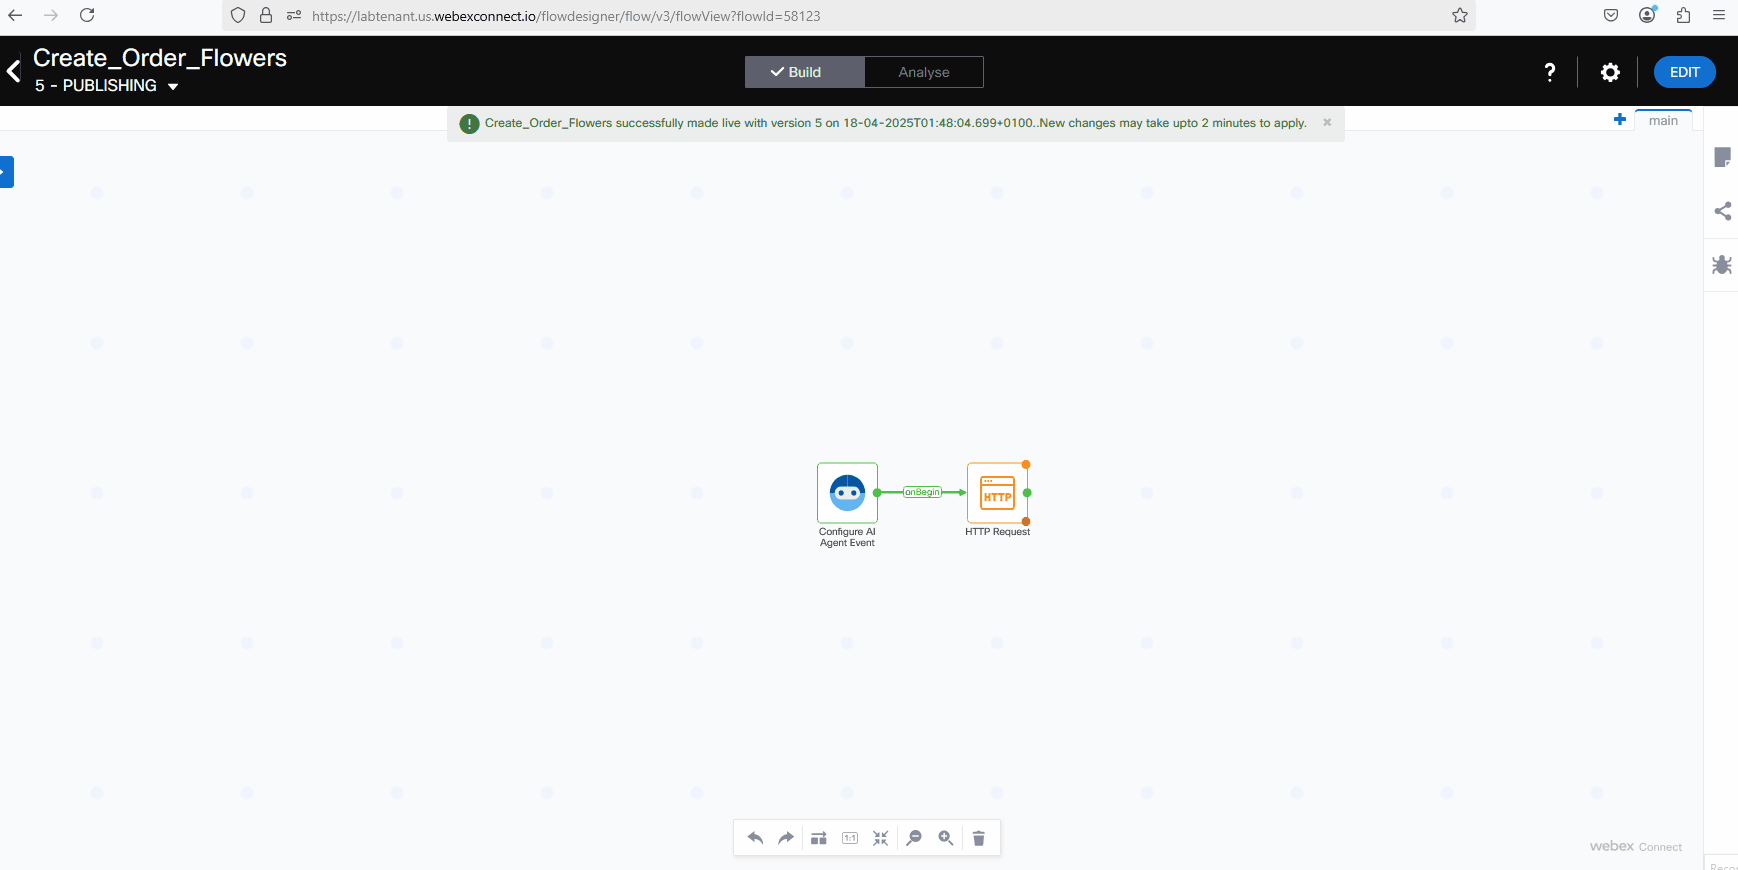 https://labtenant.us.webexconnect.io/flowdesigner/flow/v3/flowView?flowId=58123
Create_Order_Flowers
5 - PUBLISHING
Build
Analyse
?
EDIT
Create_Order_Flowers successfully made live with version 5 on 18-04-2025T01:48:04.699+0100..New changes may take upto 2 minutes to apply.
main
onBegin
HTTP
Configure AI
Agent Event
HTTP Request
1:1
webex Connect